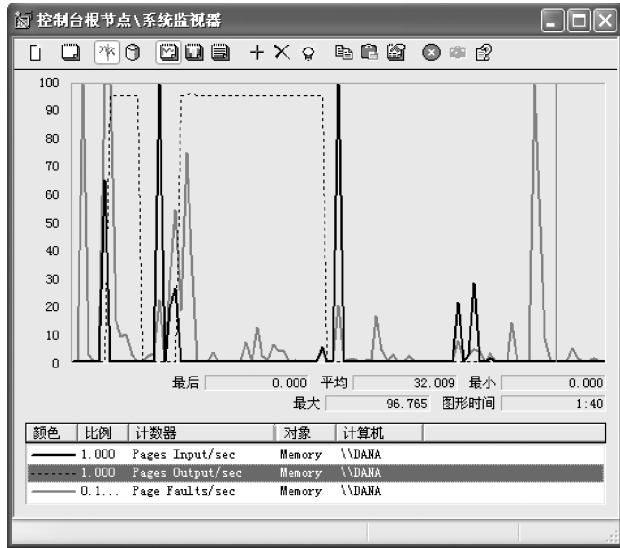 控制台根节点\系统监视器
100
90
80
70
60
50
40
30
20
10
0
最后 0.000 平均 32.009 最小 0.000
最大 96.765 图形时间 1:40
颜色 比例 计数器 对象 计算机
1.000 Pages Input/sec Memory \\DANA
1.000 Pages Output/sec Memory \\DANA
0.1... Page Faults/sec Memory \\DANA